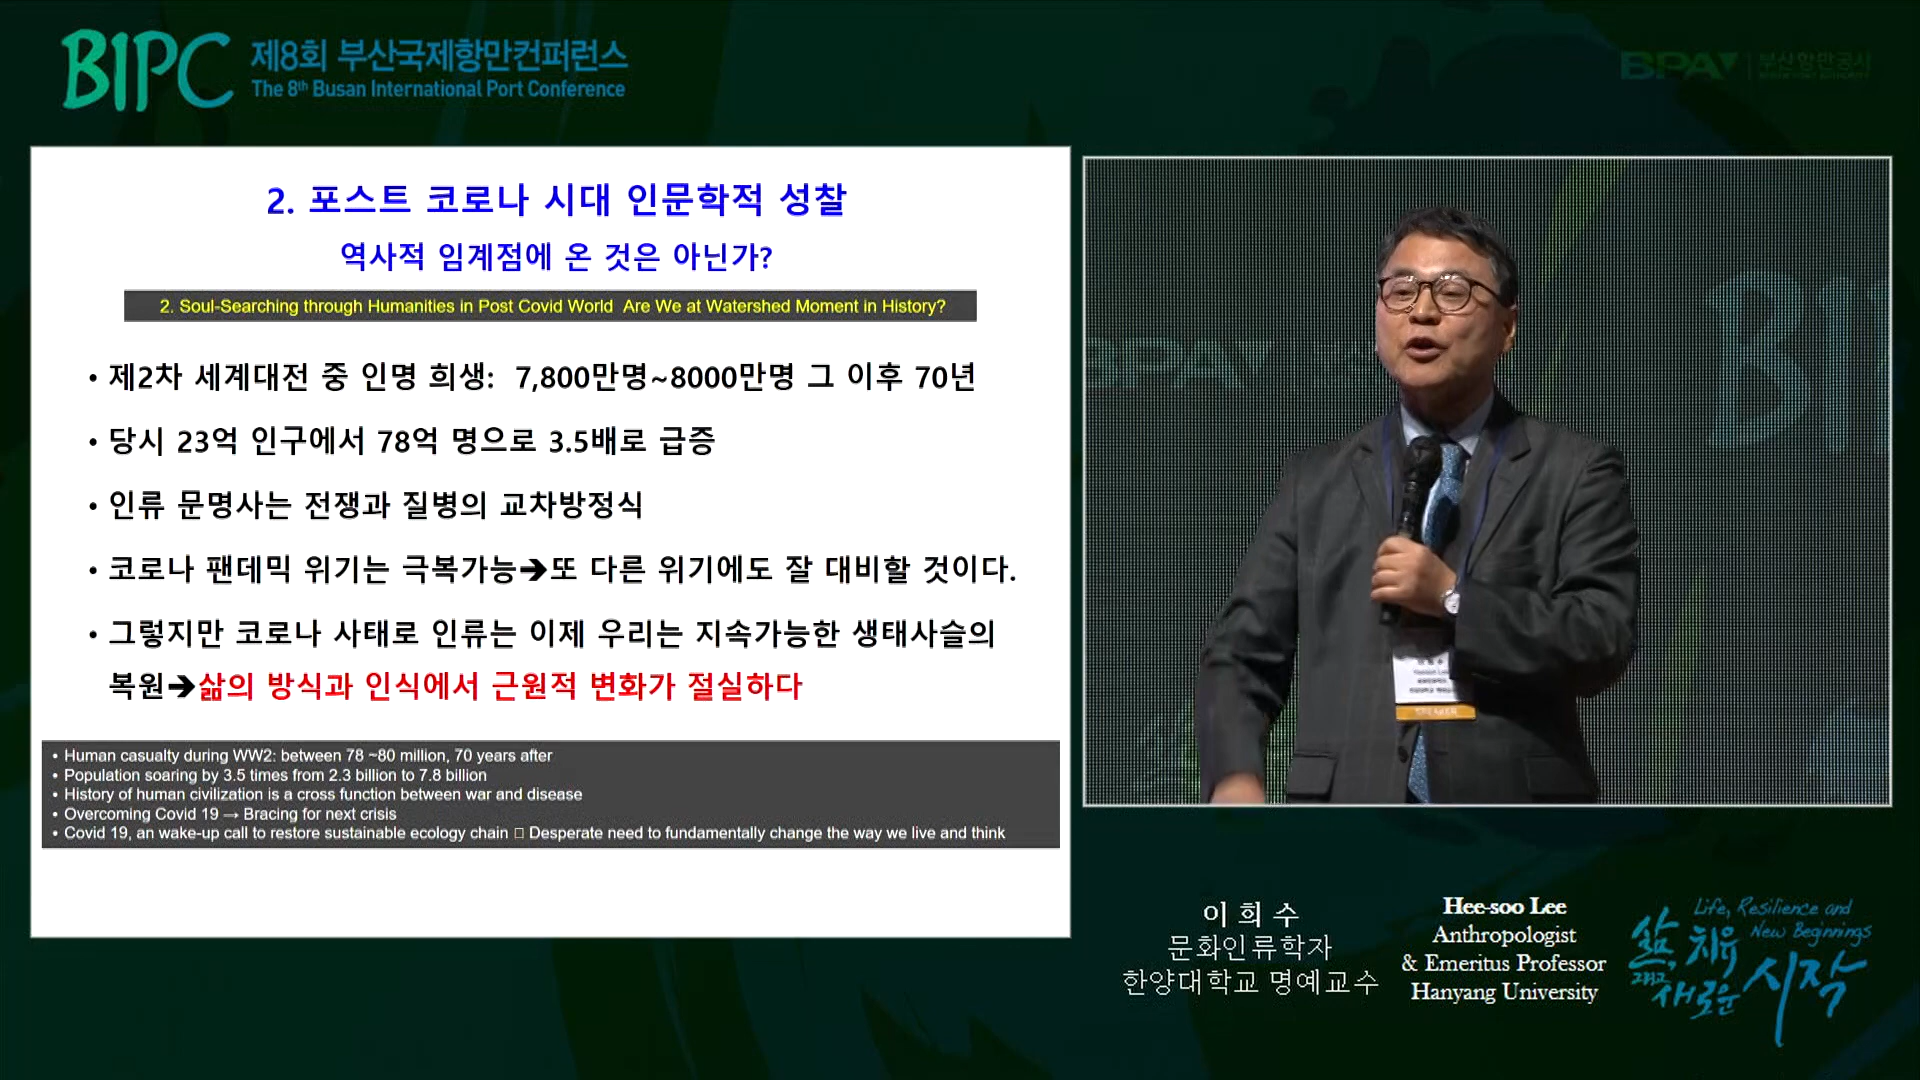 BIPC 제8회 부산국제항만컨퍼런스
The 8th Busan International Port Conference
BPA 부산항만공사
2. 포스트 코로나 시대 인문학적 성찰
역사적 임계점에 온 것은 아닌가?
2. Soul-Searching through Humanities in Post Covid World Are We at Watershed Moment in History?
• 제2차 세계대전 중 인명 희생: 7,800만명~8000만명 그 이후 70년
• 당시 23억 인구에서 78억 명으로 3.5배로 급증
• 인류 문명사는 전쟁과 질병의 교차방정식
• 코로나 팬데믹 위기는 극복가능➔또 다른 위기에도 잘 대비할 것이다.
• 그렇지만 코로나 사태로 인류는 이제 우리는 지속가능한 생태사슬의
복원➔삶의 방식과 인식에서 근원적 변화가 절실하다
• Human casualty during WW2: between 78 ~80 million, 70 years after
• Population soaring by 3.5 times from 2.3 billion to 7.8 billion
• History of human civilization is a cross function between war and disease
• Overcoming Covid 19 → Bracing for next crisis
• Covid 19, an wake-up call to restore sustainable ecology chain □ Desperate need to fundamentally change the way we live and think
BPA
BI
SPEAKER
이 희 수
문화인류학자
한양대학교 명예교수
Hee-soo Lee
Anthropologist
& Emeritus Professor
Hanyang University
Life, Resilience and
New Beginnings
삶, 치유
그리고
새로운 시작